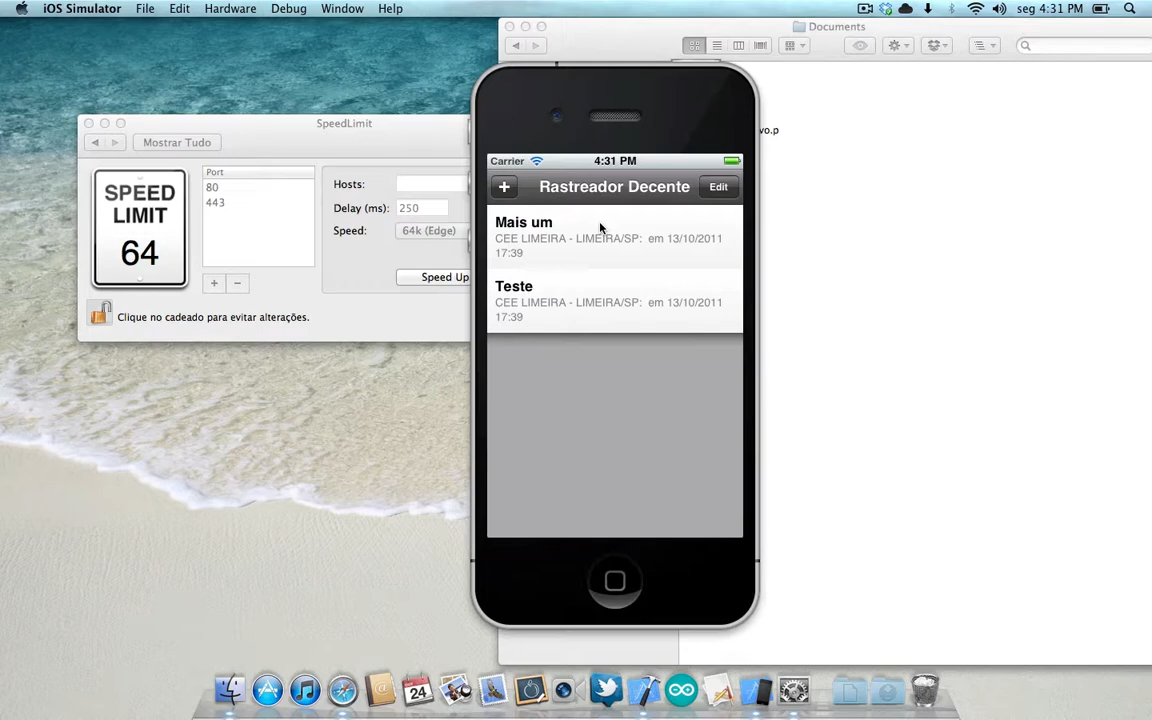 iOS Simulator File Edit Hardware Debug Window Help seg 4:31 PM
Documents
SpeedLimit
Mostrar Tudo
SPEED
LIMIT
64
Port
80
443
Hosts:
Delay (ms): 250
Speed: 64k (Edge)
Speed Up
Clique no cadeado para evitar alterações.
vo.p
Carrier 4:31 PM
+ Rastreador Decente Edit
Mais um
CEE LIMEIRA - LIMEIRA/SP: em 13/10/2011
17:39
Teste
CEE LIMEIRA - LIMEIRA/SP: em 13/10/2011
17:39
24